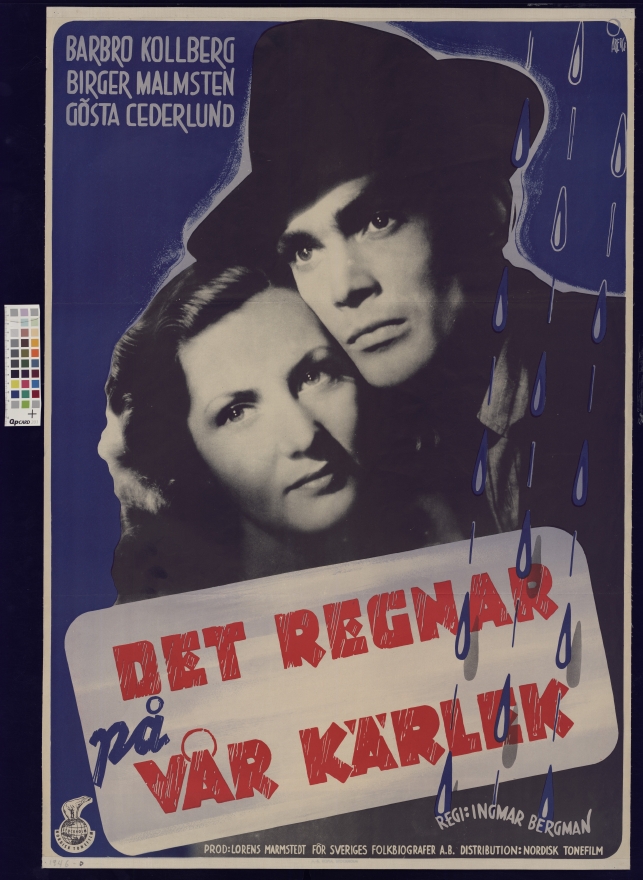 BARBRO KOLLBERG
BIRGER MALMSTEN
GÖSTA CEDERLUND
DET REGNAR
på
VÅR KÄRLEK
REGI: INGMAR BERGMAN
PROD: LORENS MARMSTEDT FÖR SVERIGES FOLKBIOGRAFER A.B. DISTRIBUTION: NORDISK TONEFILM
QPCARD